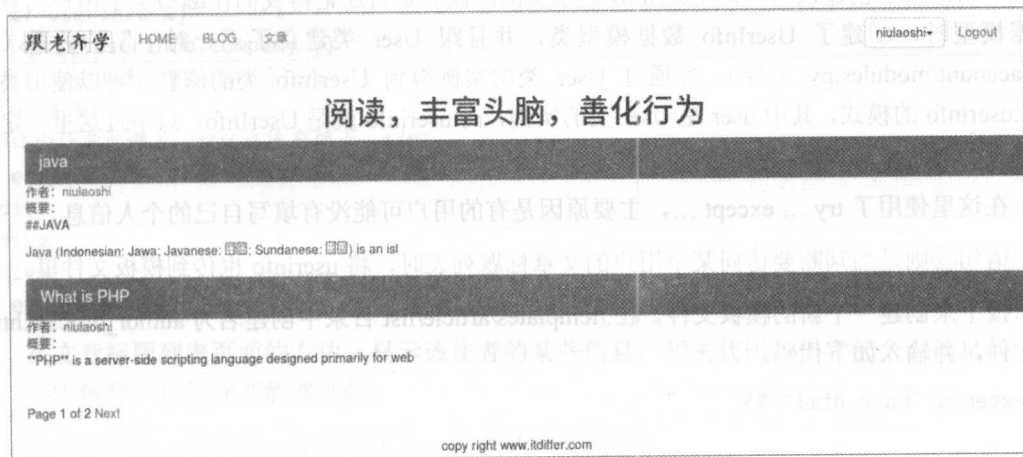 跟老齐学 HOME BLOG 文章 niulaoshi Logout
阅读，丰富头脑，善化行为
java
作者：niulaoshi
概要：
##JAVA
Java (Indonesian: Jawa; Javanese: ; Sundanese: ) is an isl
What is PHP
作者：niulaoshi
概要：
**PHP** is a server-side scripting language designed primarily for web
Page 1 of 2 Next
copy right www.itdiffer.com